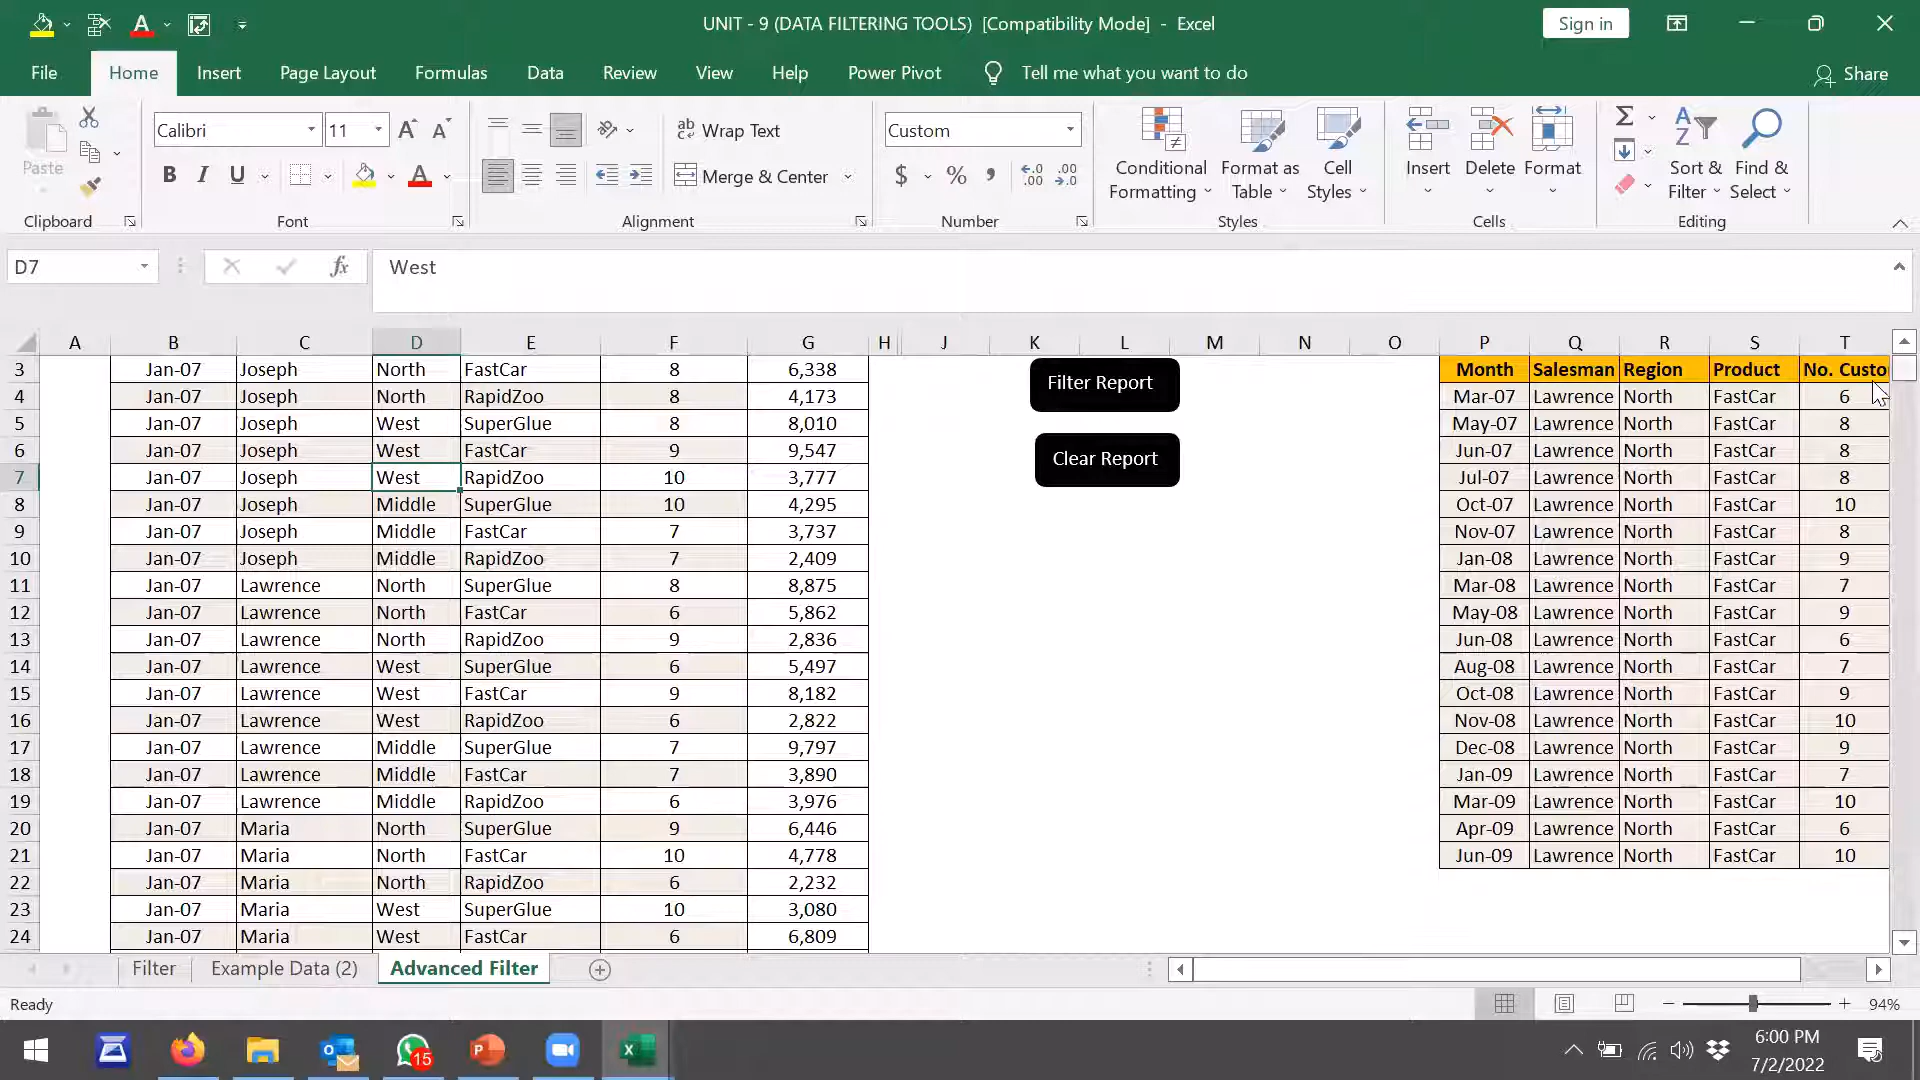 UNIT - 9 (DATA FILTERING TOOLS) [Compatibility Mode] - Excel
Sign in
File Home Insert Page Layout Formulas Data Review View Help Power Pivot Tell me what you want to do Share
Paste
Calibri 11
Wrap Text
Merge & Center
Custom
Conditional Formatting
Format as Table
Cell Styles
Insert Delete Format
Sort & Filter
Find & Select
Clipboard Font Alignment Number Styles Cells Editing
D7 fx West
A B C D E F G H J K L M N O P Q R S T
3 Jan-07 Joseph North FastCar 8 6,338 Filter Report Month Salesman Region Product No. Custo
4 Jan-07 Joseph North RapidZoo 8 4,173 Mar-07 Lawrence North FastCar 6
5 Jan-07 Joseph West SuperGlue 8 8,010 May-07 Lawrence North FastCar 8
6 Jan-07 Joseph West FastCar 9 9,547 Clear Report Jun-07 Lawrence North FastCar 8
7 Jan-07 Joseph West RapidZoo 10 3,777 Jul-07 Lawrence North FastCar 8
8 Jan-07 Joseph Middle SuperGlue 10 4,295 Oct-07 Lawrence North FastCar 10
9 Jan-07 Joseph Middle FastCar 7 3,737 Nov-07 Lawrence North FastCar 8
10 Jan-07 Joseph Middle RapidZoo 7 2,409 Jan-08 Lawrence North FastCar 9
11 Jan-07 Lawrence North SuperGlue 8 8,875 Mar-08 Lawrence North FastCar 7
12 Jan-07 Lawrence North FastCar 6 5,862 May-08 Lawrence North FastCar 9
13 Jan-07 Lawrence North RapidZoo 9 2,836 Jun-08 Lawrence North FastCar 6
14 Jan-07 Lawrence West SuperGlue 6 5,497 Aug-08 Lawrence North FastCar 7
15 Jan-07 Lawrence West FastCar 9 8,182 Oct-08 Lawrence North FastCar 9
16 Jan-07 Lawrence West RapidZoo 6 2,822 Nov-08 Lawrence North FastCar 10
17 Jan-07 Lawrence Middle SuperGlue 7 9,797 Dec-08 Lawrence North FastCar 9
18 Jan-07 Lawrence Middle FastCar 7 3,890 Jan-09 Lawrence North FastCar 7
19 Jan-07 Lawrence Middle RapidZoo 6 3,976 Mar-09 Lawrence North FastCar 10
20 Jan-07 Maria North SuperGlue 9 6,446 Apr-09 Lawrence North FastCar 6
21 Jan-07 Maria North FastCar 10 4,778 Jun-09 Lawrence North FastCar 10
22 Jan-07 Maria North RapidZoo 6 2,232
23 Jan-07 Maria West SuperGlue 10 3,080
24 Jan-07 Maria West FastCar 6 6,809
Filter Example Data (2) Advanced Filter
Ready 94%
15
6:00 PM
7/2/2022